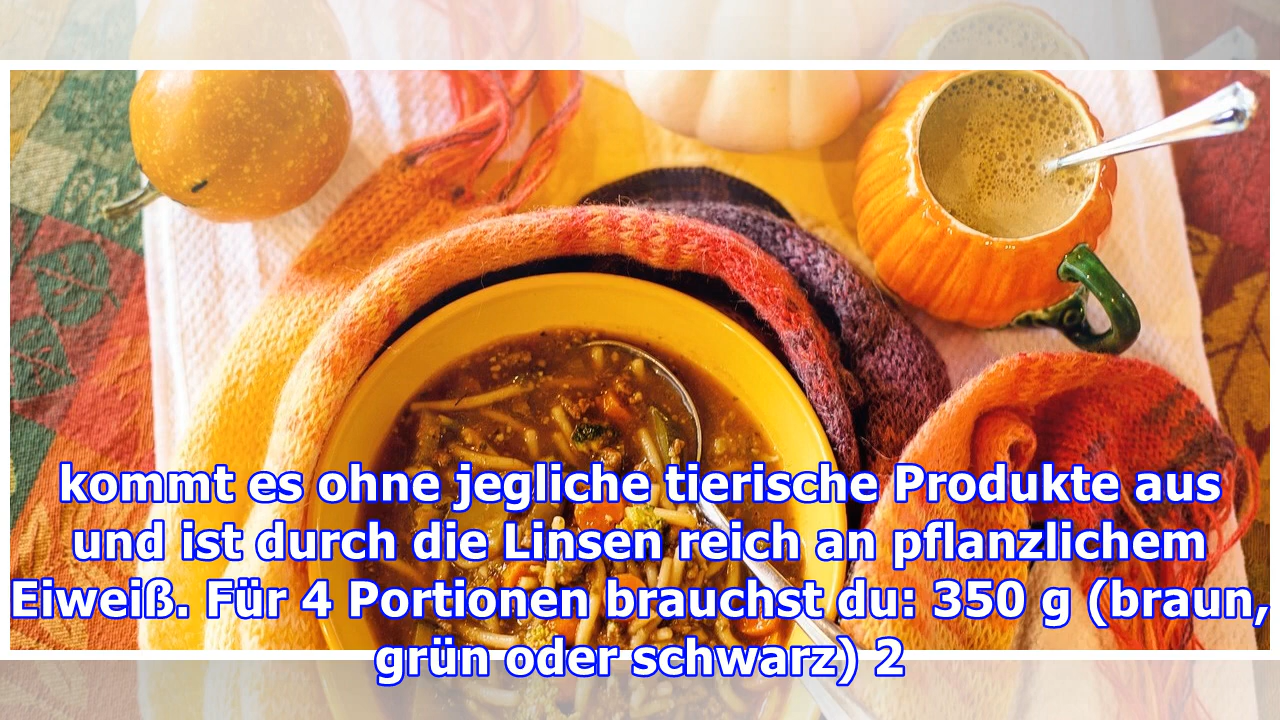 kommt es ohne jegliche tierische Produkte aus
und ist durch die Linsen reich an pflanzlichem
Eiweiß. Für 4 Portionen brauchst du: 350 g (braun,
grün oder schwarz) 2